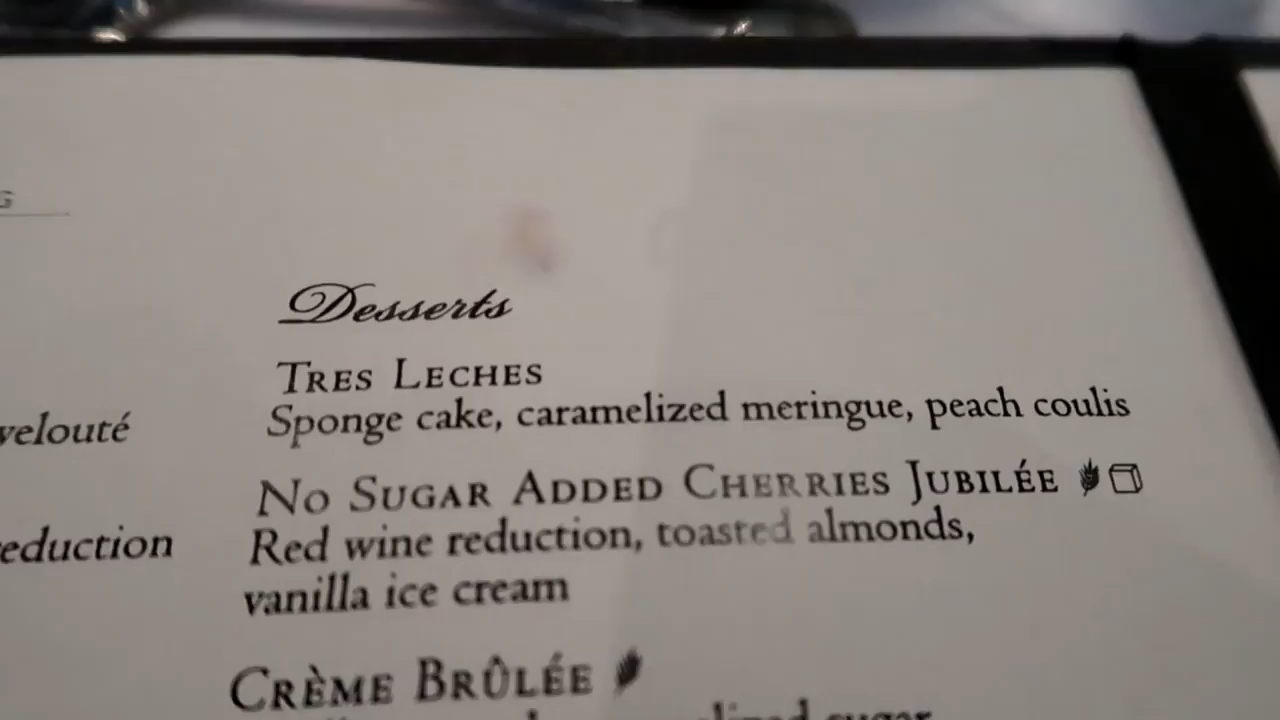 Desserts
TRES LECHES
Sponge cake, caramelized meringue, peach coulis
velouté
NO SUGAR ADDED CHERRIES JUBILÉE
Red wine reduction, toasted almonds,
reduction
vanilla ice cream
CRÈME BRÛLÉE
sugar